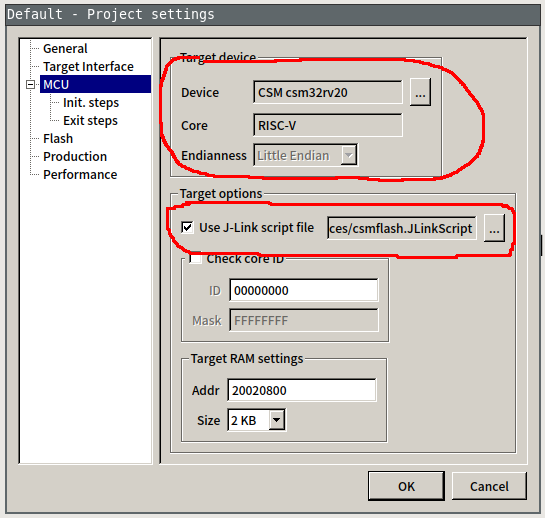 Default - Project settings
General
Target Interface
MCU
Init. steps
Exit steps
Flash
Production
Performance
Target device
Device CSM csm32rv20 ...
Core RISC-V
Endianness Little Endian
Target options
Use J-Link script file ces/csmflash.JLinkScript ...
Check core ID
ID 00000000
Mask FFFFFFFF
Target RAM settings
Addr 20020800
Size 2 KB
OK Cancel